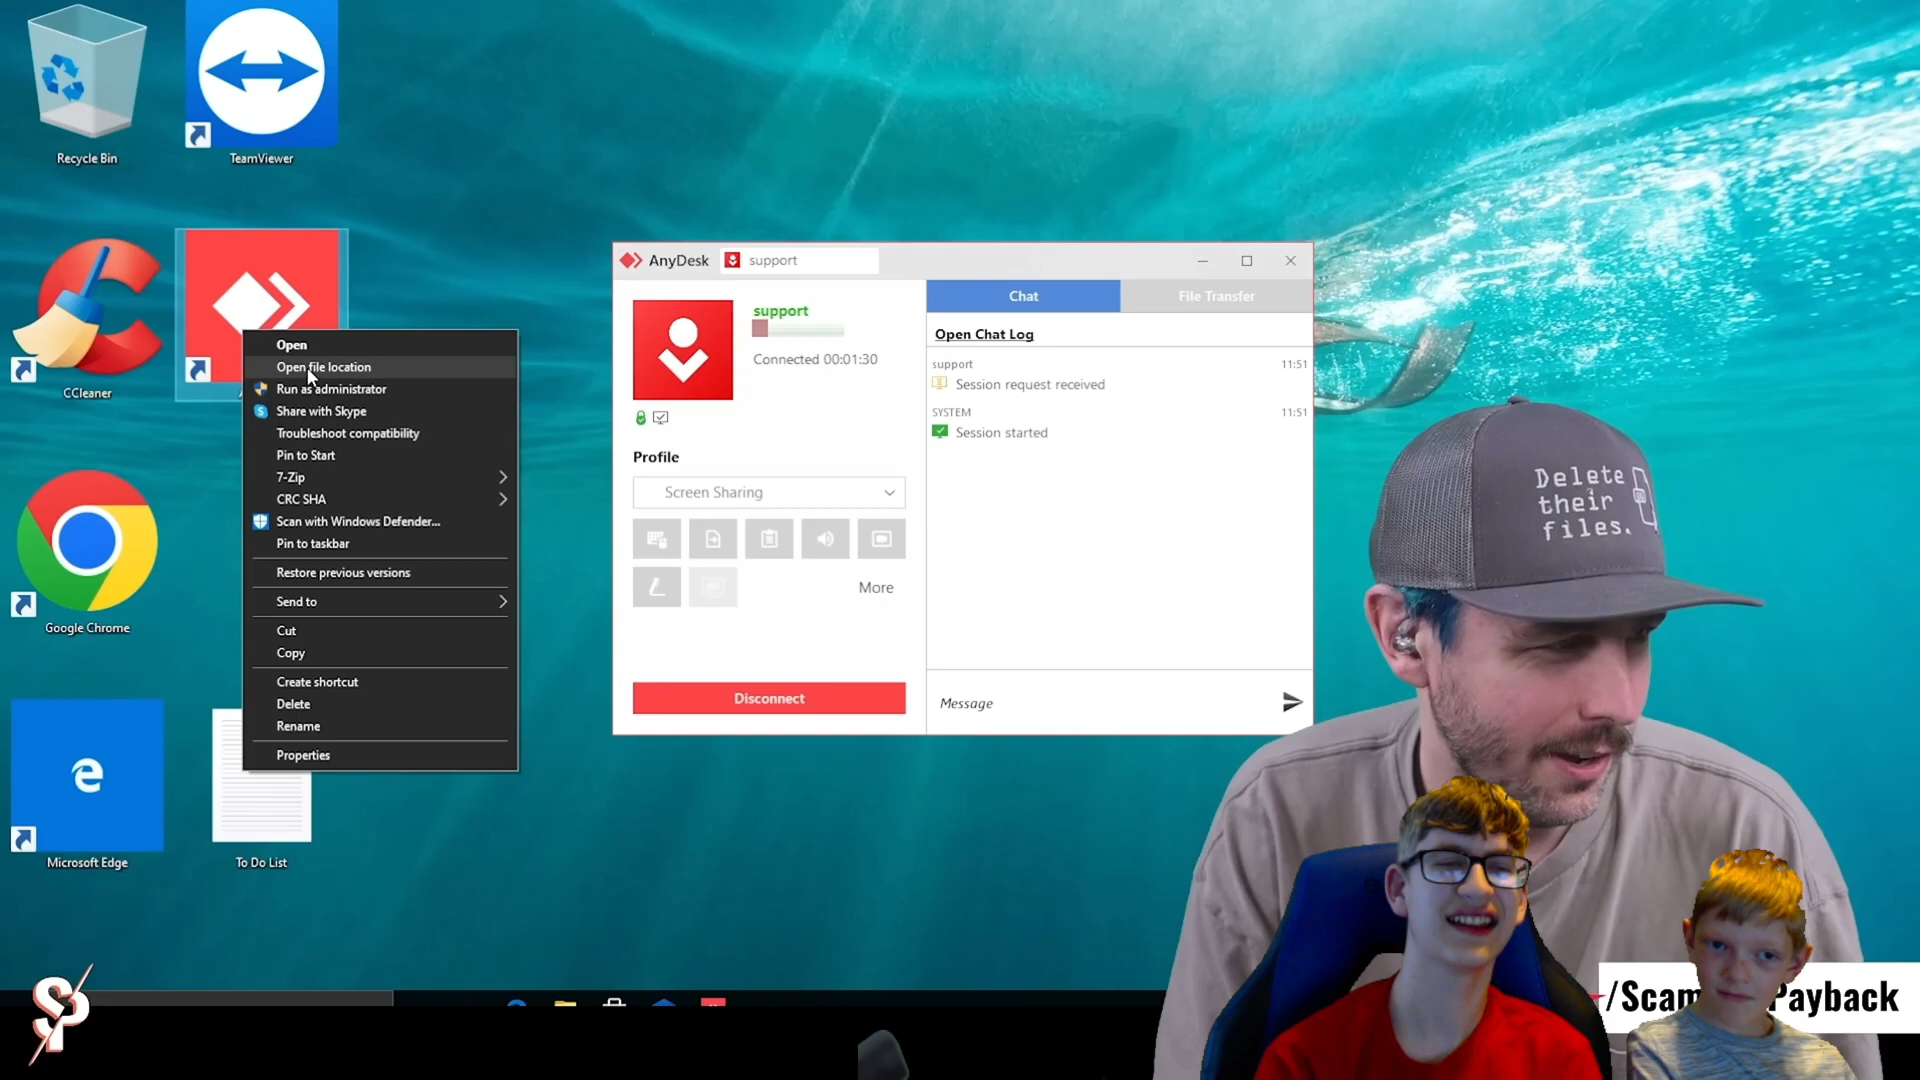 Recycle Bin
TeamViewer
CCleaner
Google Chrome
Microsoft Edge
To Do List
Open
Open file location
Run as administrator
Share with Skype
Troubleshoot compatibility
Pin to Start
7-Zip
CRC SHA
Scan with Windows Defender...
Pin to taskbar
Restore previous versions
Send to
Cut
Copy
Create shortcut
Delete
Rename
Properties
AnyDesk
support
support
Connected 00:01:30
Profile
Screen Sharing
More
Disconnect
Chat
File Transfer
Open Chat Log
support 11:51
Session request received
SYSTEM 11:51
Session started
Message
Delete
their
files.
SP
Payback